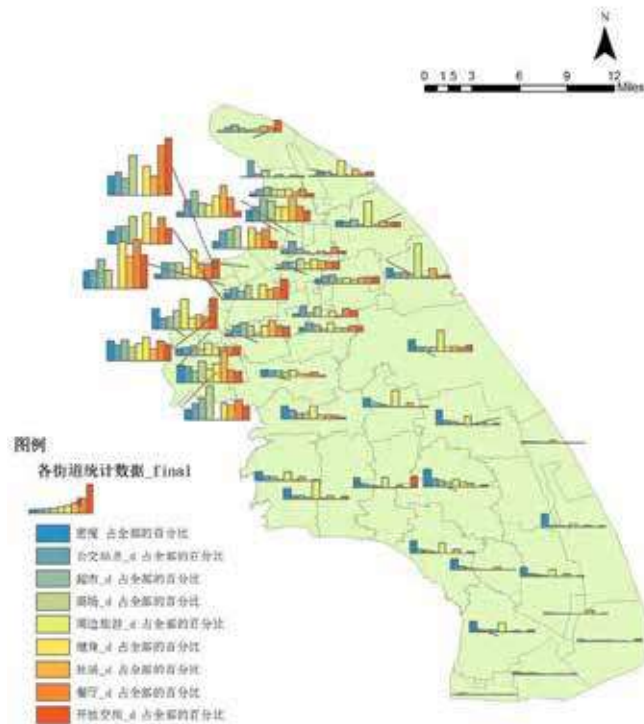 N
0 1.5 3 6 9 12
Miles
图例
各街道统计数据_final
密度 占全部的百分比
公交站点_d 占全部的百分比
超市_d 占全部的百分比
商场_d 占全部的百分比
周边旅游_d 占全部的百分比
健身_d 占全部的百分比
_d 占全部的百分比
餐厅_d 占全部的百分比
开放空间_d 占全部的百分比